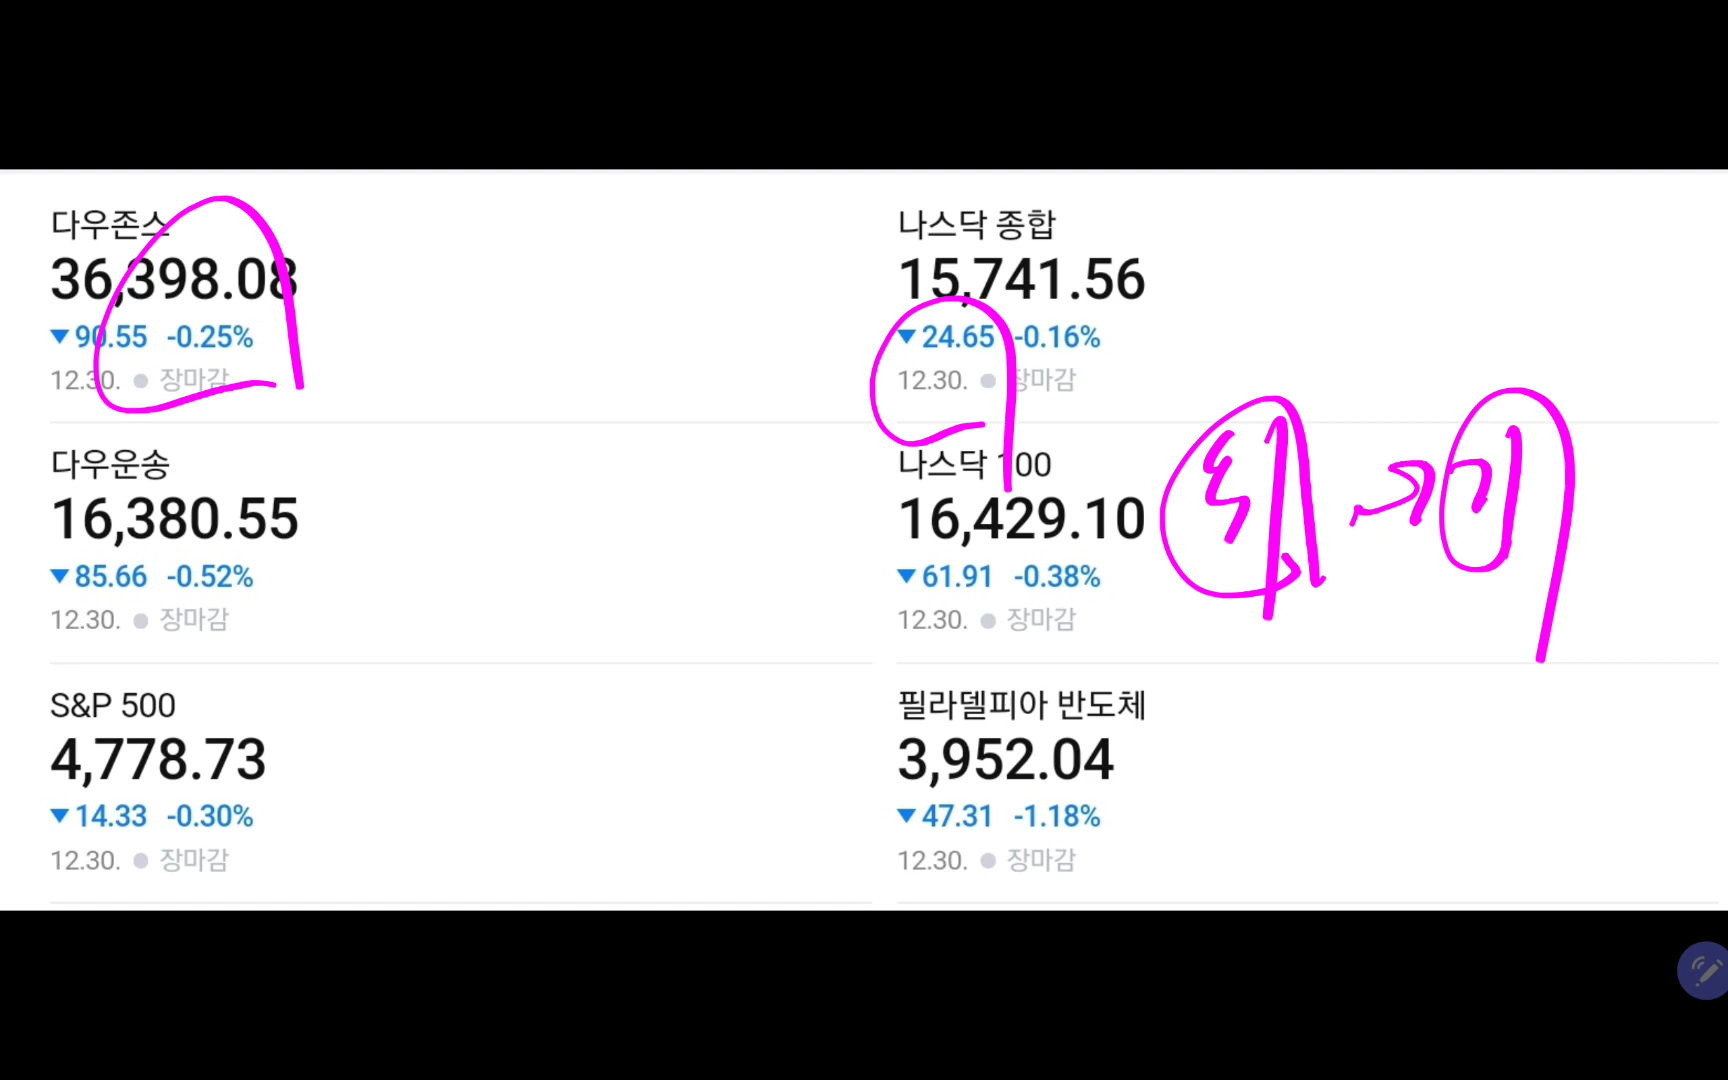 다우존스
36,398.08
▼90.55 -0.25%
12.30. ● 장마감
나스닥 종합
15,741.56
▼24.65 -0.16%
12.30. ● 장마감
다우운송
16,380.55
▼85.66 -0.52%
12.30. ● 장마감
나스닥 100
16,429.10
▼61.91 -0.38%
12.30. ● 장마감
S&P 500
4,778.73
▼14.33 -0.30%
12.30. ● 장마감
필라델피아 반도체
3,952.04
▼47.31 -1.18%
12.30. ● 장마감